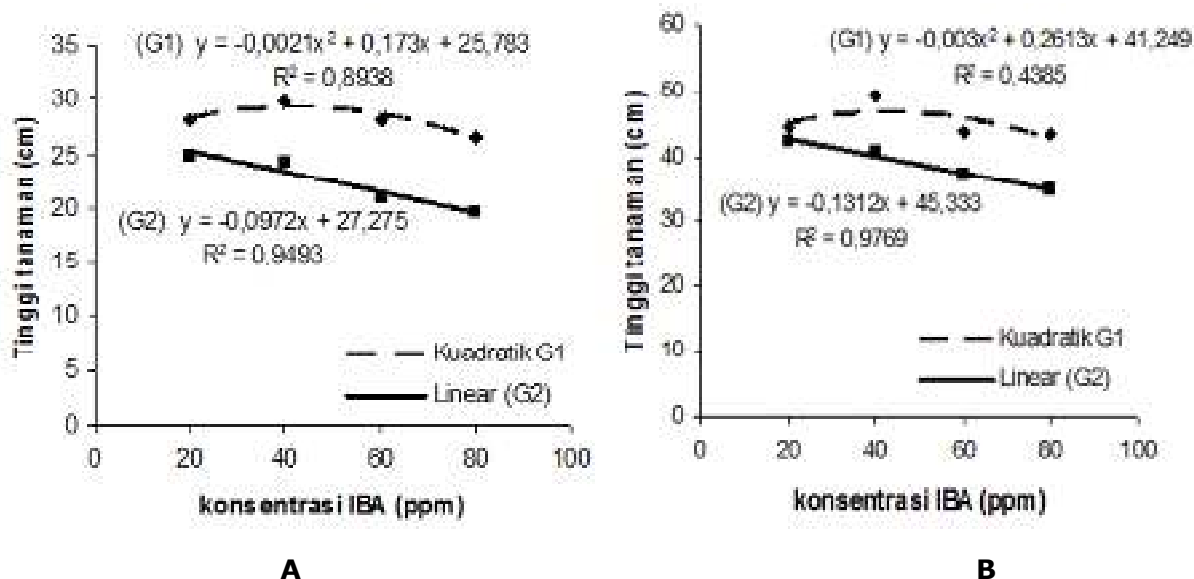 (G1) y = -0,0021x² + 0,173x + 25,783
R² = 0,8938
(G2) y = -0,0972x + 27,275
R² = 0,9493
35
30
25
20
15
10
5
0
Tinggi tanaman (cm)
Kuadratik G1
Linear (G2)
0 20 40 60 80 100
konsentrasi IBA (ppm)
A
(G1) y = -0,003x² + 0,2613x + 41,249
R² = 0,4385
(G2) y = -0,1312x + 45,333
R² = 0,9769
60
50
40
30
20
10
0
Tinggi tanaman (cm)
Kuadratik G1
Linear (G2)
0 20 40 60 80 100
konsentrasi IBA (ppm)
B